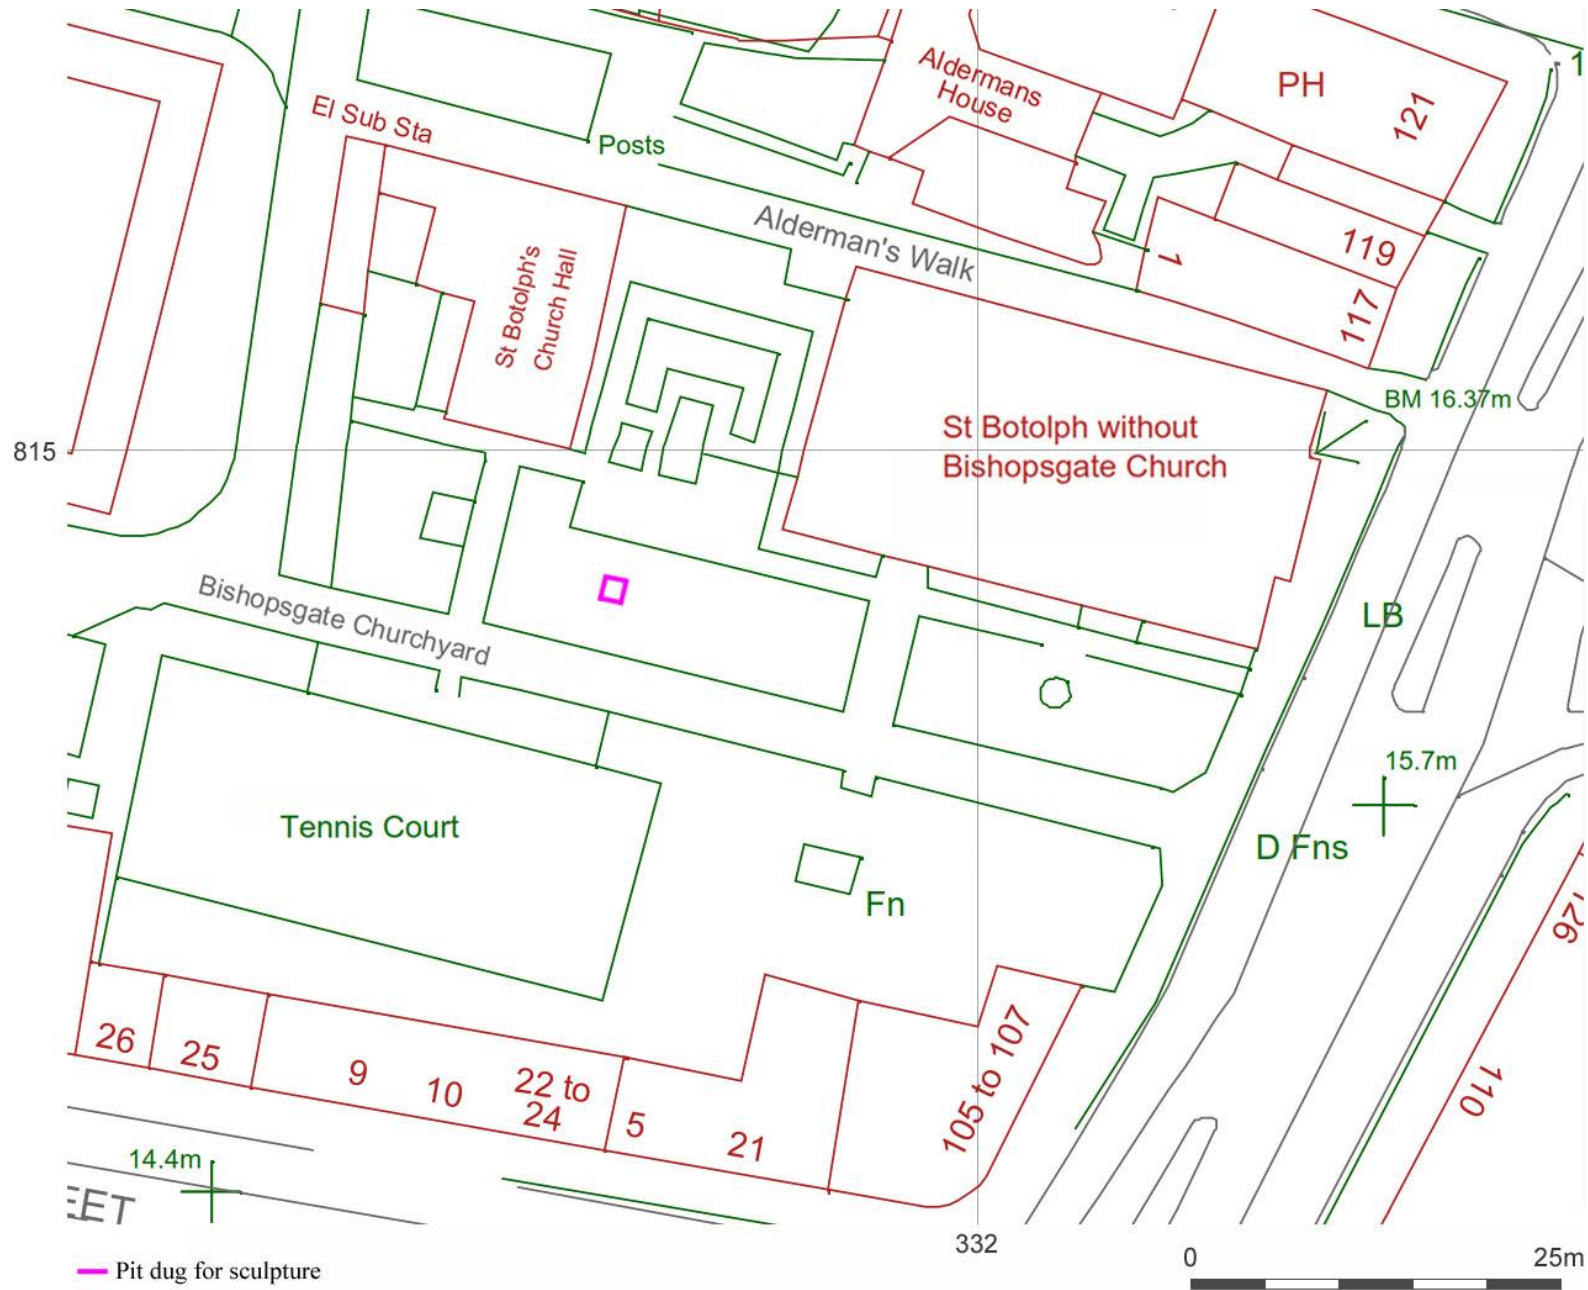 1
PH
121
Aldermans
House
El Sub Sta
Posts
Alderman's Walk
119
1
117
St Botolph's
Church Hall
BM 16.37m
St Botolph without
Bishopsgate Church
815
Bishopsgate Churchyard
LB
15.7m
Tennis Court
D Fns
Fn
126
26
25
9
10
22 to
24
5
21
105 to 107
110
14.4m
EET
332
0
25m
Pit dug for sculpture